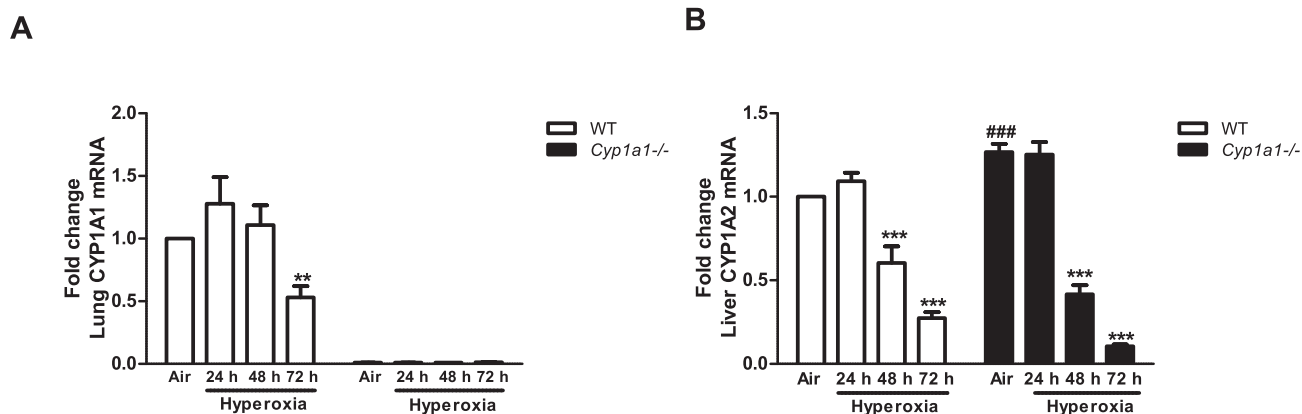 A
Fold change
Lung CYP1A1 mRNA
2.0
1.5
1.0
0.5
0.0
**
Air 24 h 48 h 72 h Air 24 h 48 h 72 h
Hyperoxia Hyperoxia
WT
Cyp1a1-/-
B
Fold change
Liver CYP1A2 mRNA
1.5
1.0
0.5
0.0
*** *** ### *** ***
Air 24 h 48 h 72 h Air 24 h 48 h 72 h
Hyperoxia Hyperoxia
WT
Cyp1a1-/-